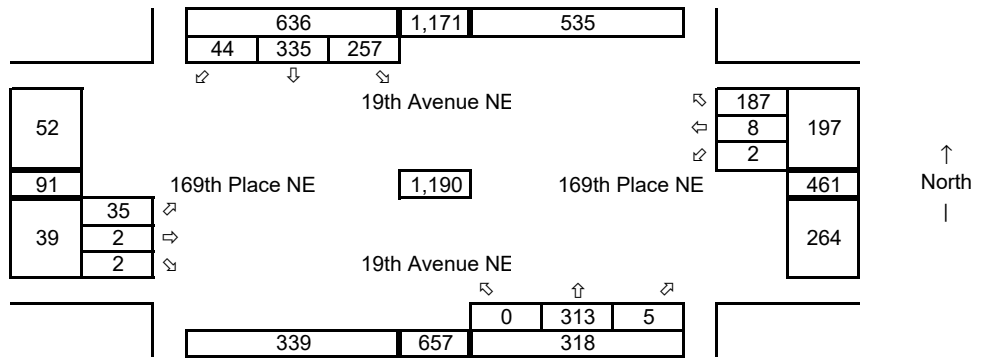 636 1,171 535
44 335 257
⬃ ⇩ ⬂
19th Avenue NE
⬁ 187
52 ⇦ 8 197
⬃ 2 ↑
91 169th Place NE 1,190 169th Place NE 461 North
35 ⬀ |
39 2 ⇨ 264
2 ⬂ 19th Avenue NE
⬁ ⇧ ⬀
0 313 5
339 657 318